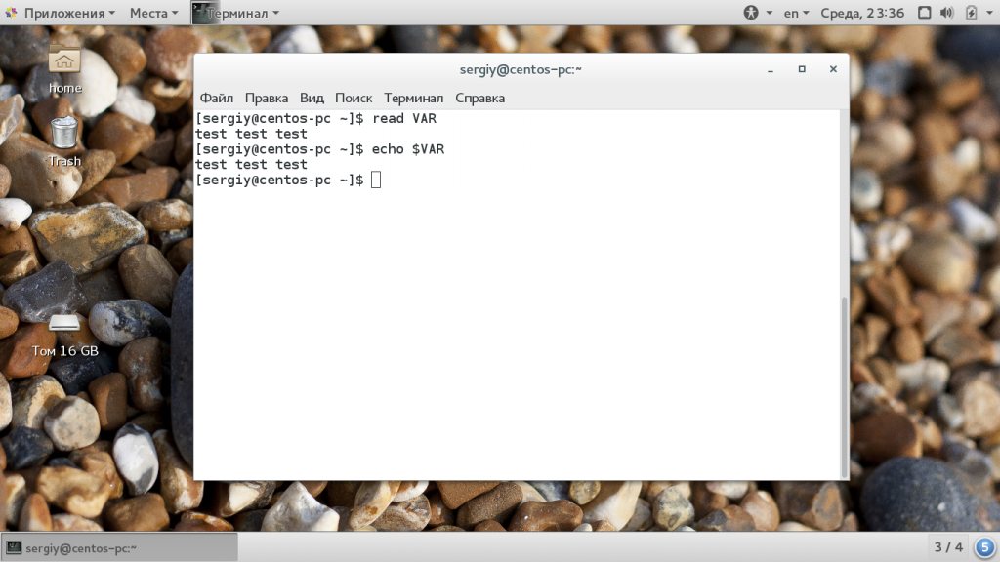 Приложения Места Терминал en Среда, 23:36
home
Trash
Том 16 GB
sergiy@centos-pc:~
Файл Правка Вид Поиск Терминал Справка
[sergiy@centos-pc ~]$ read VAR
test test test
[sergiy@centos-pc ~]$ echo $VAR
test test test
[sergiy@centos-pc ~]$
sergiy@centos-pc:~ 3 / 4 5